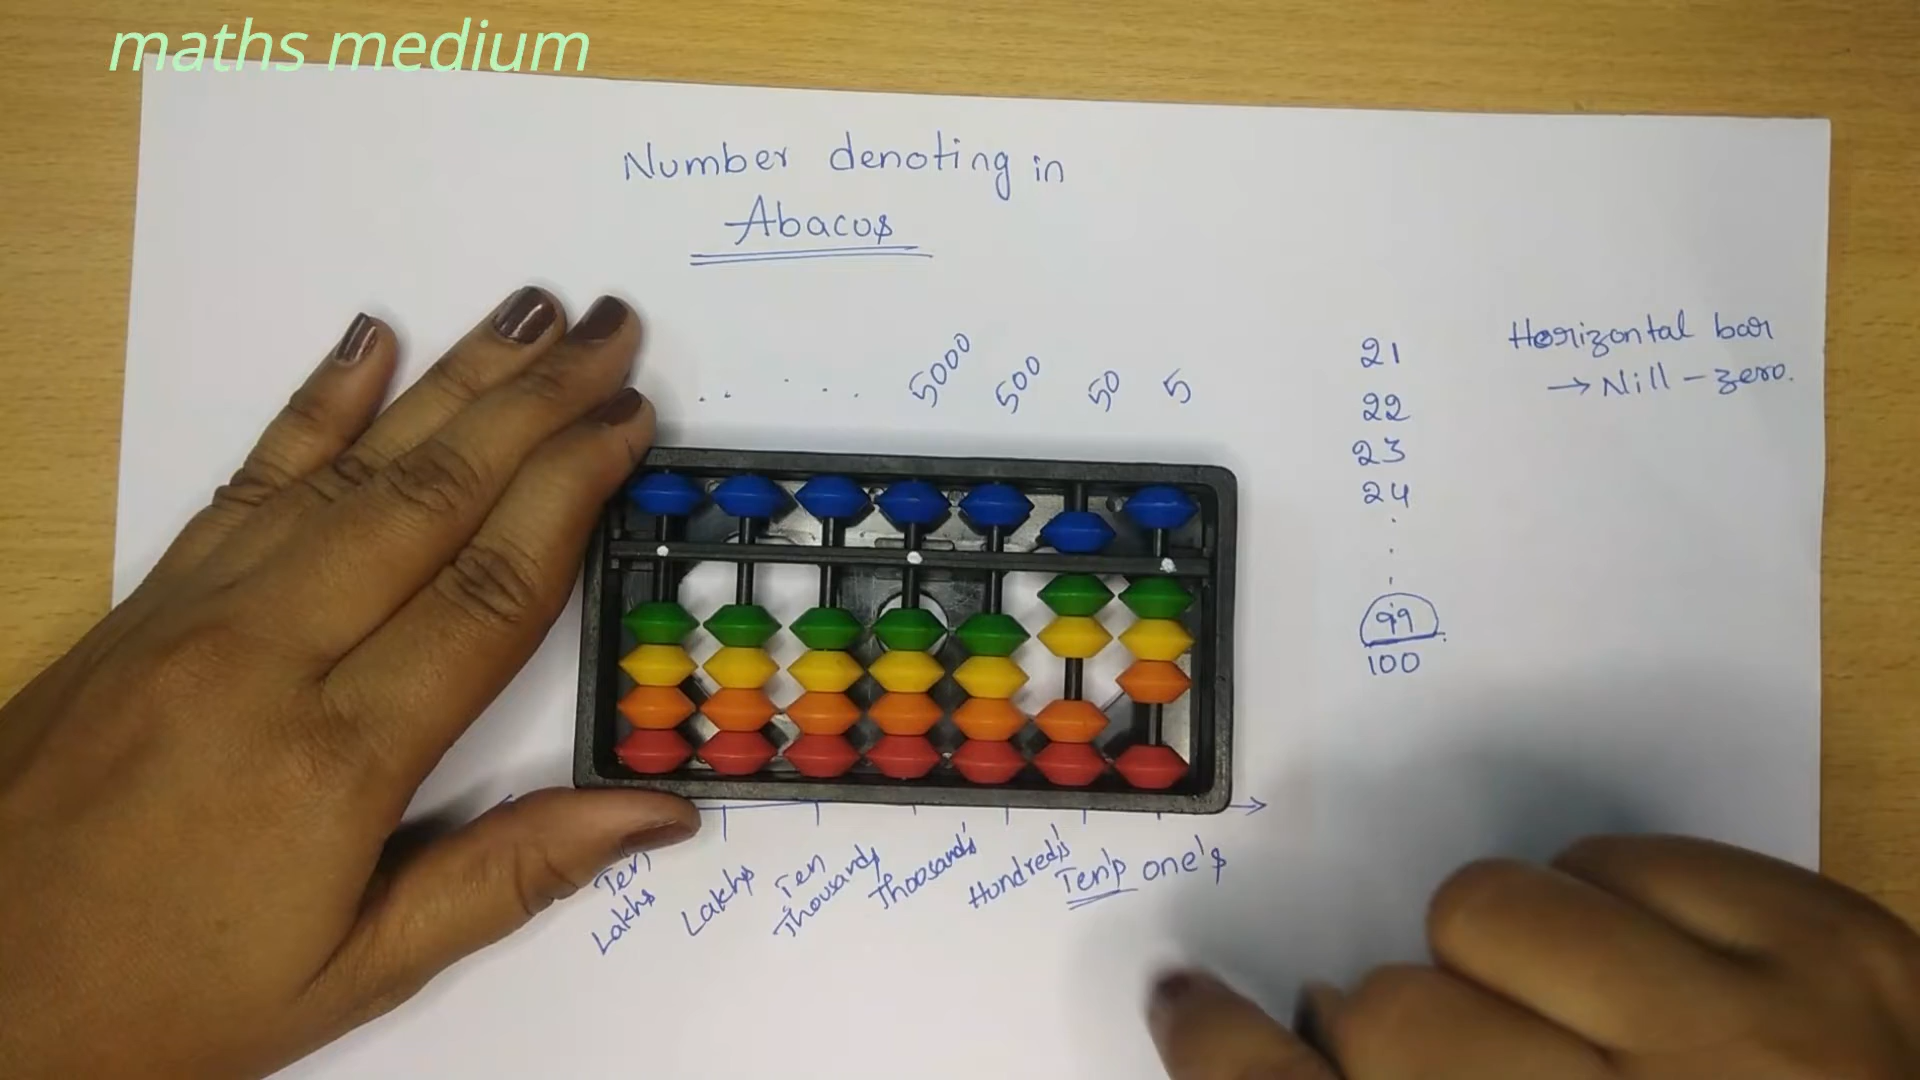 maths medium
Number denoting in
Abacus
.. .. 5000 500 50 5
21
22
23
24
.
.
.
99
100
Horizontal bar
→ Nill - zero.
Ten Lakhs
Lakhs
Ten Thousands
Thousands
Hundred's
Ten's
one's